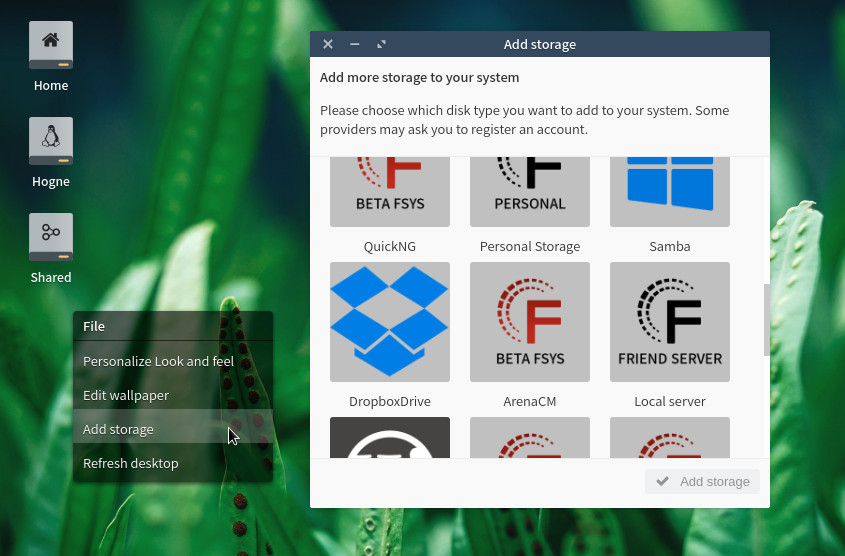 Home
Hogne
Shared
File
Personalize Look and feel
Edit wallpaper
Add storage
Refresh desktop
Add storage
Add more storage to your system
Please choose which disk type you want to add to your system. Some
providers may ask you to register an account.
F
BETA FSYS
F
PERSONAL
QuickNG
Personal Storage
Samba
F
BETA FSYS
F
FRIEND SERVER
DropboxDrive
ArenaCM
Local server
Add storage